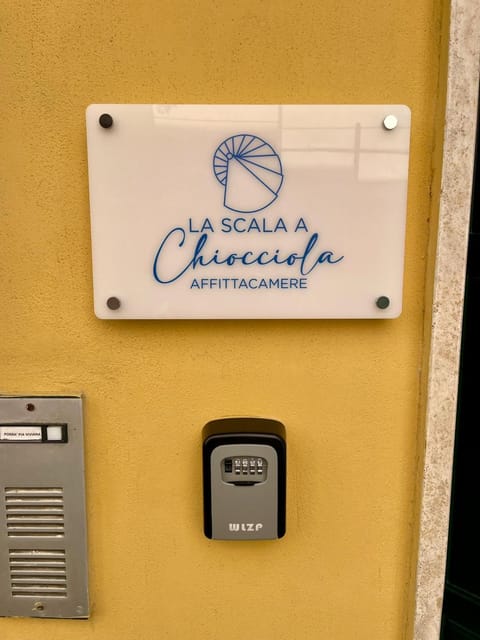 LA SCALA A
Chiocciola
AFFITTACAMERE
WIZP